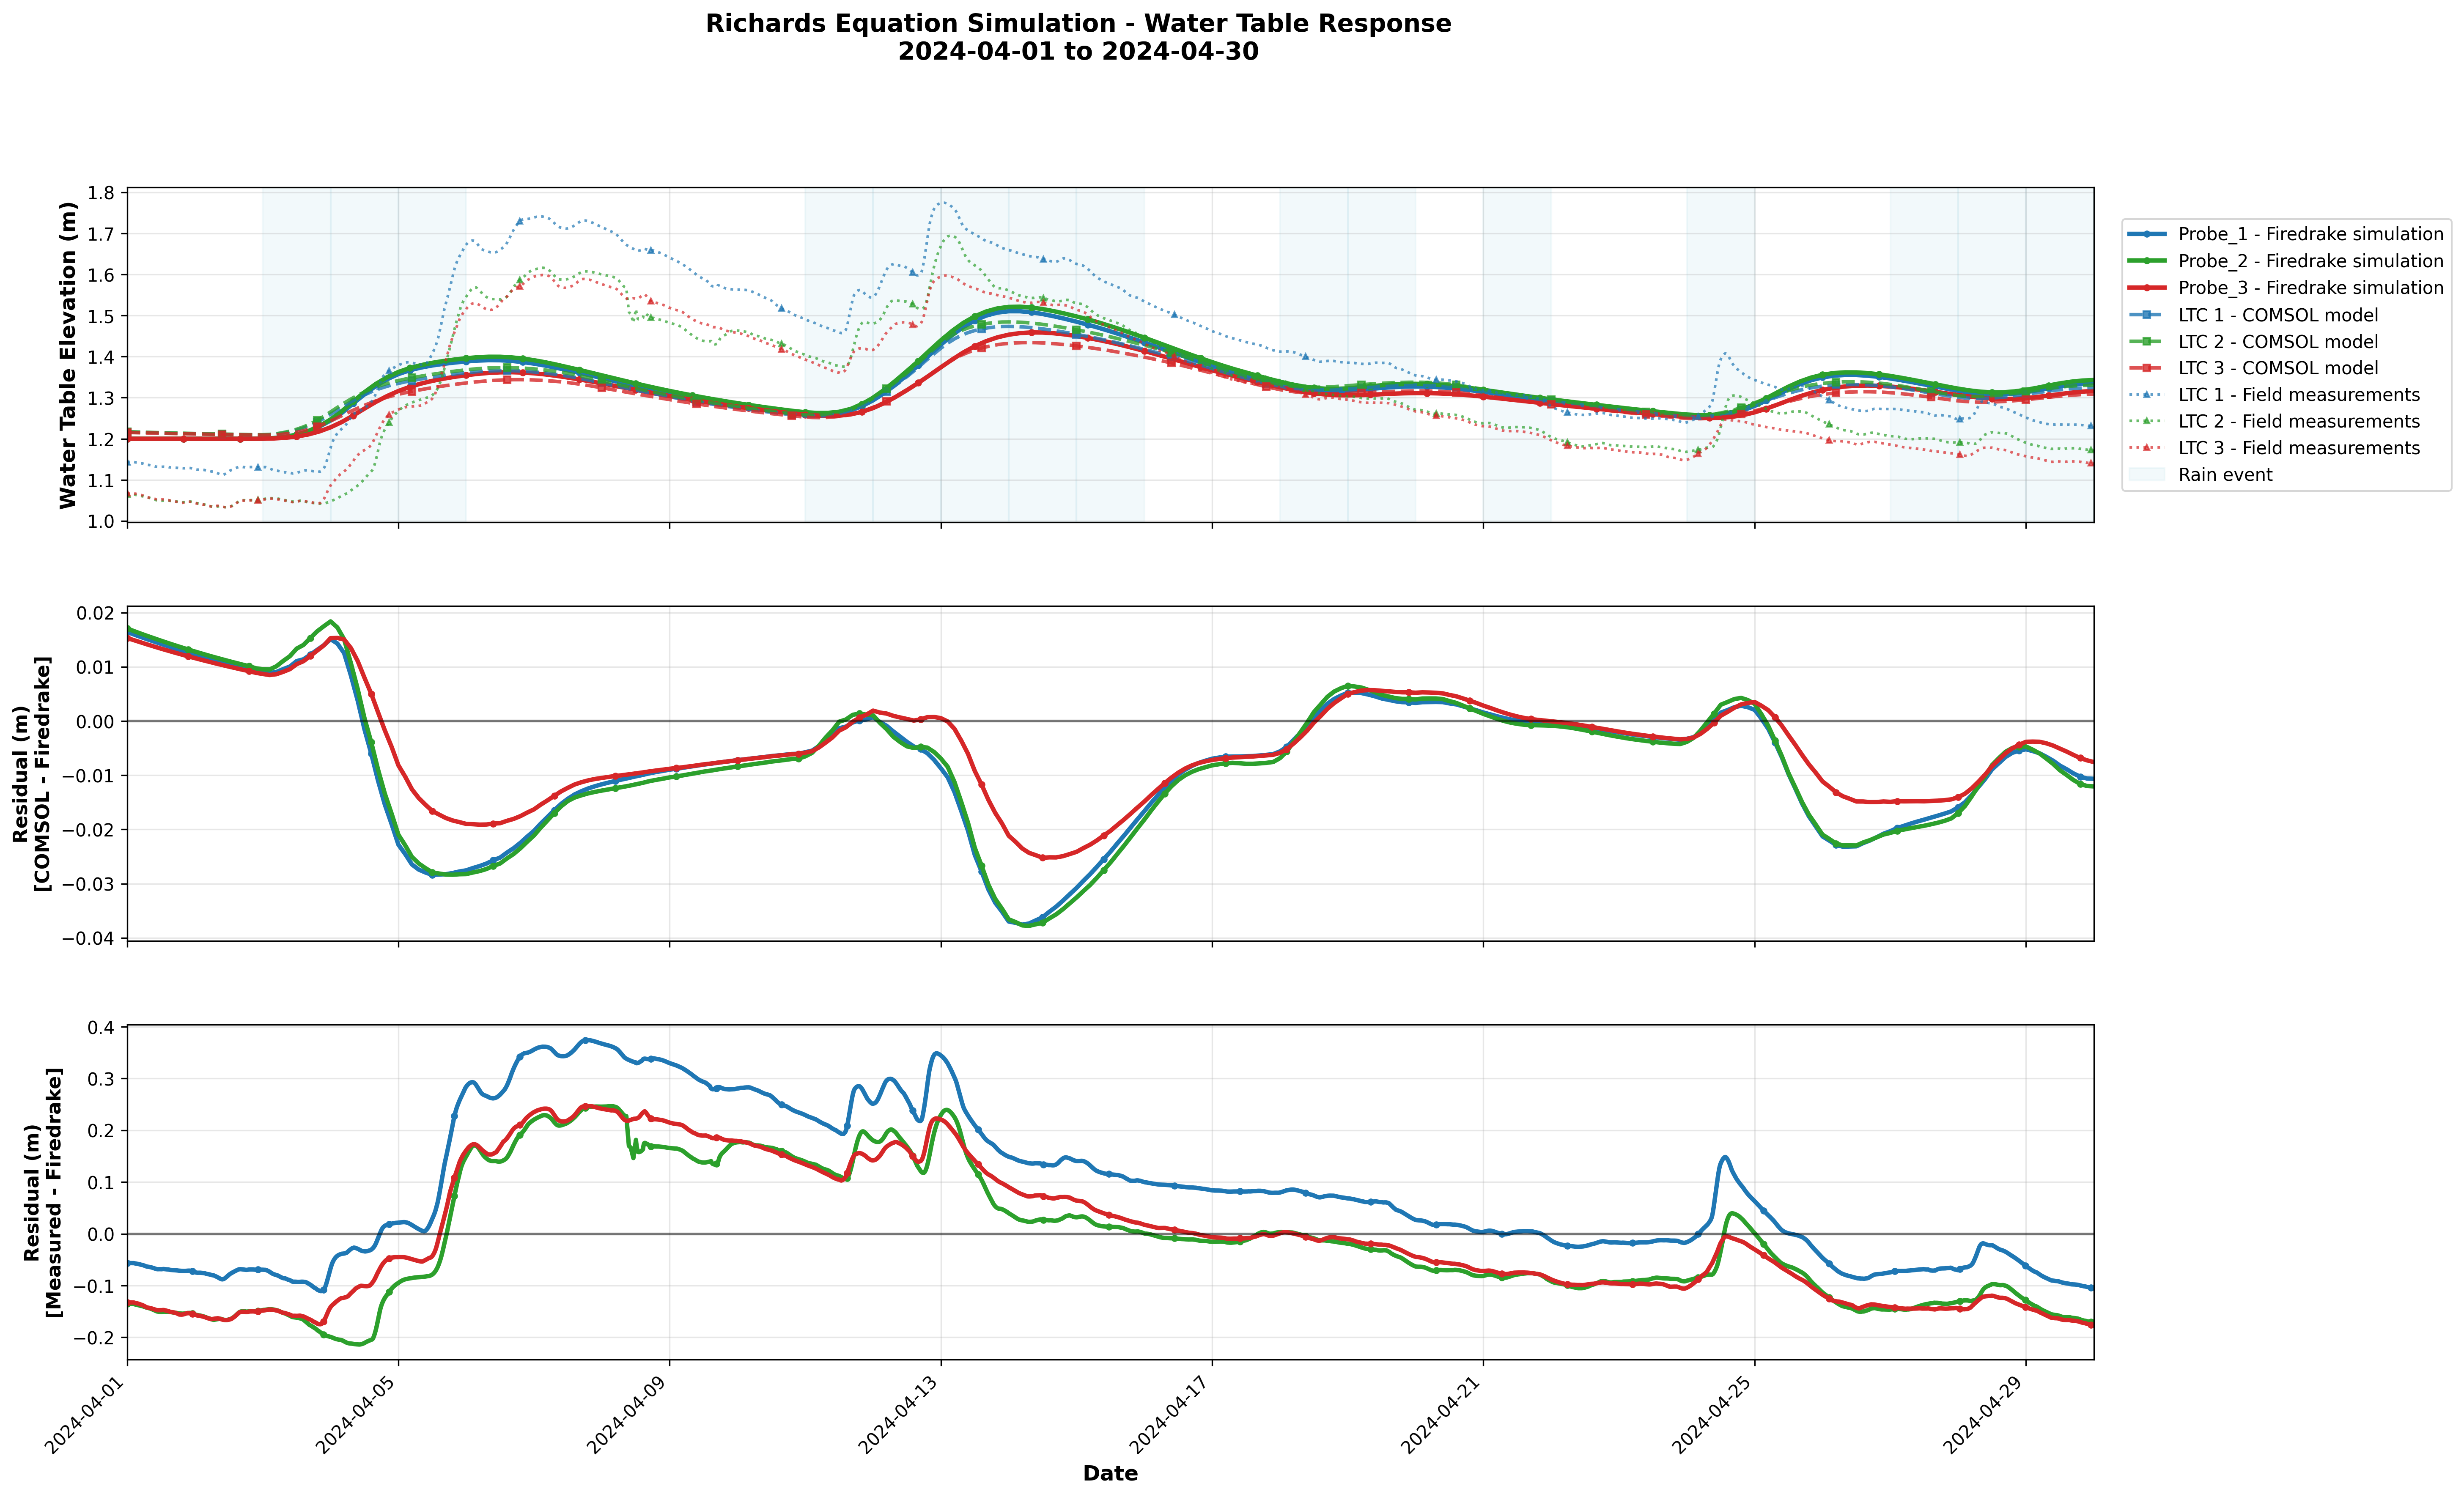 Richards Equation Simulation - Water Table Response
2024-04-01 to 2024-04-30
Water Table Elevation (m)
1.8
1.7
1.6
1.5
1.4
1.3
1.2
1.1
1.0
Probe_1 - Firedrake simulation
Probe_2 - Firedrake simulation
Probe_3 - Firedrake simulation
LTC 1 - COMSOL model
LTC 2 - COMSOL model
LTC 3 - COMSOL model
LTC 1 - Field measurements
LTC 2 - Field measurements
LTC 3 - Field measurements
Rain event
Residual (m)
[COMSOL - Firedrake]
0.02
0.01
0.00
−0.01
−0.02
−0.03
−0.04
Residual (m)
[Measured - Firedrake]
0.4
0.3
0.2
0.1
0.0
−0.1
−0.2
2024-04-01
2024-04-05
2024-04-09
2024-04-13
2024-04-17
2024-04-21
2024-04-25
2024-04-29
Date